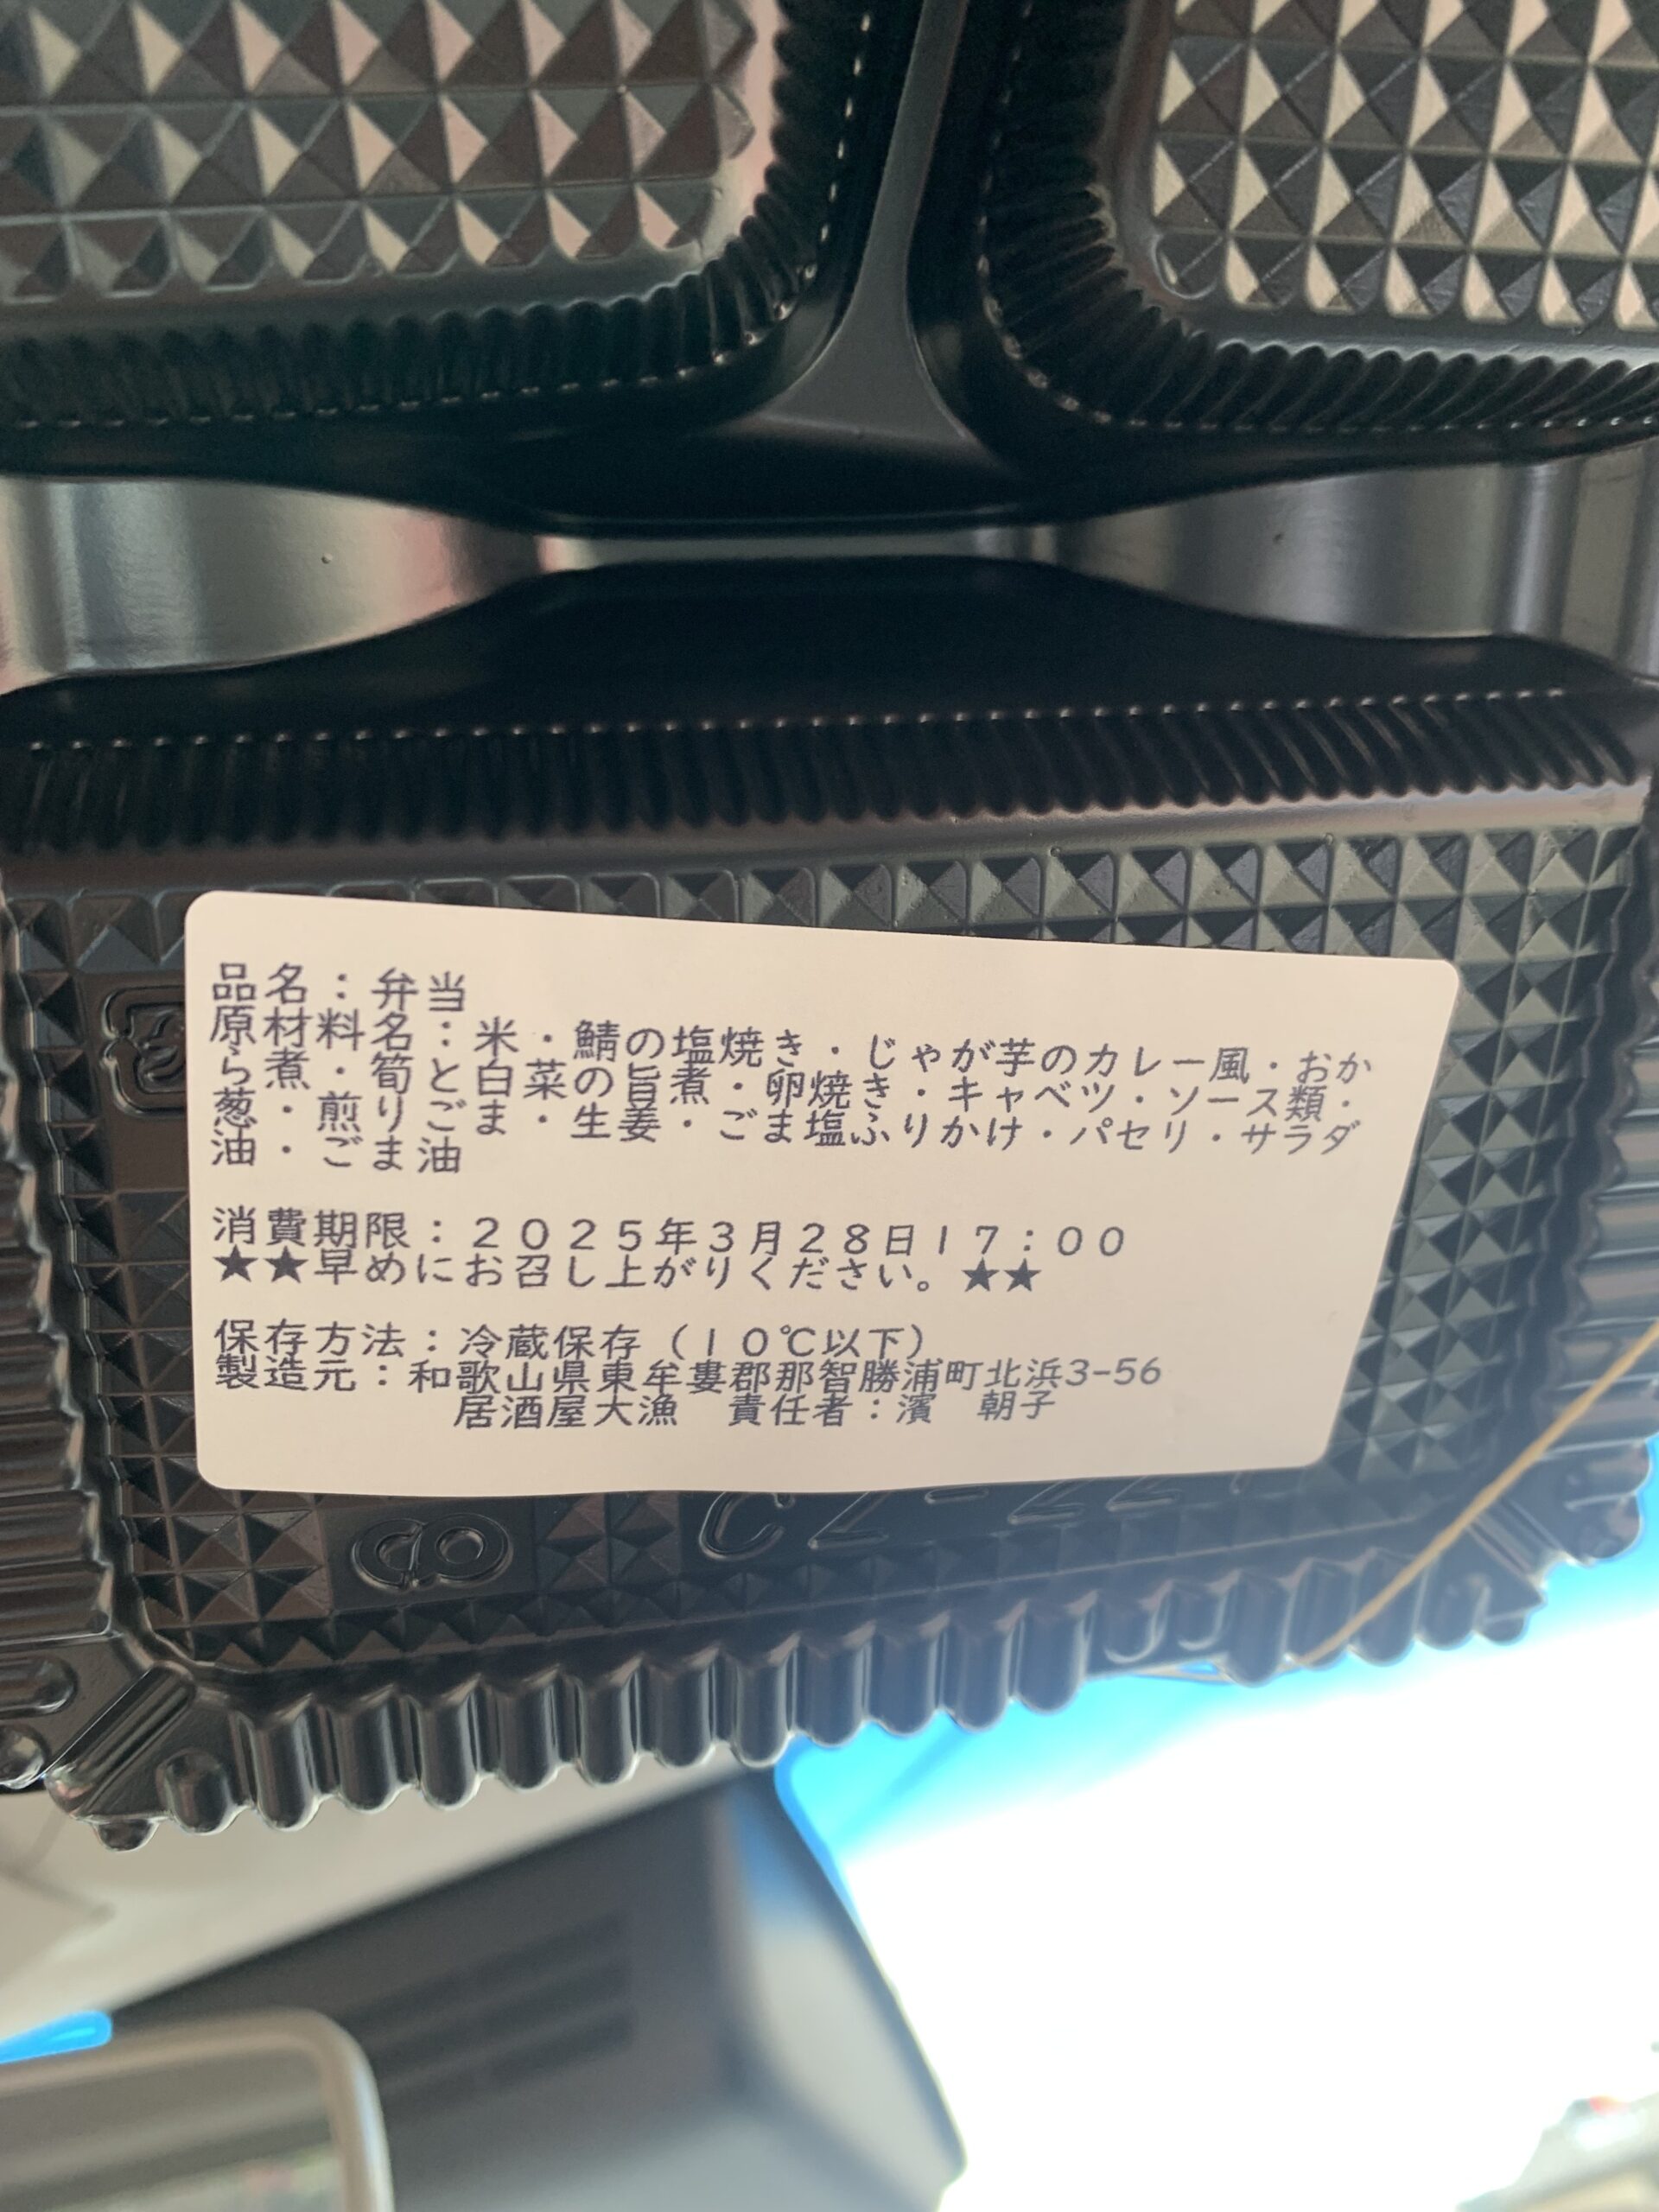 品名：弁当
原材料名：米・鯖の塩焼き・じゃが芋のカレー風・おか
ら煮・筍と白菜の旨煮・卵焼き・キャベツ・ソース類・
葱・煎りごま・生姜・ごま塩ふりかけ・パセリ・サラダ
油・ごま油
消費期限：２０２５年３月２８日１７：００
★★早めにお召し上がりください。★★
保存方法：冷蔵保存（１０℃以下）
製造元：和歌山県東牟婁郡那智勝浦町北浜3-56
居酒屋大漁　責任者：濱　朝子